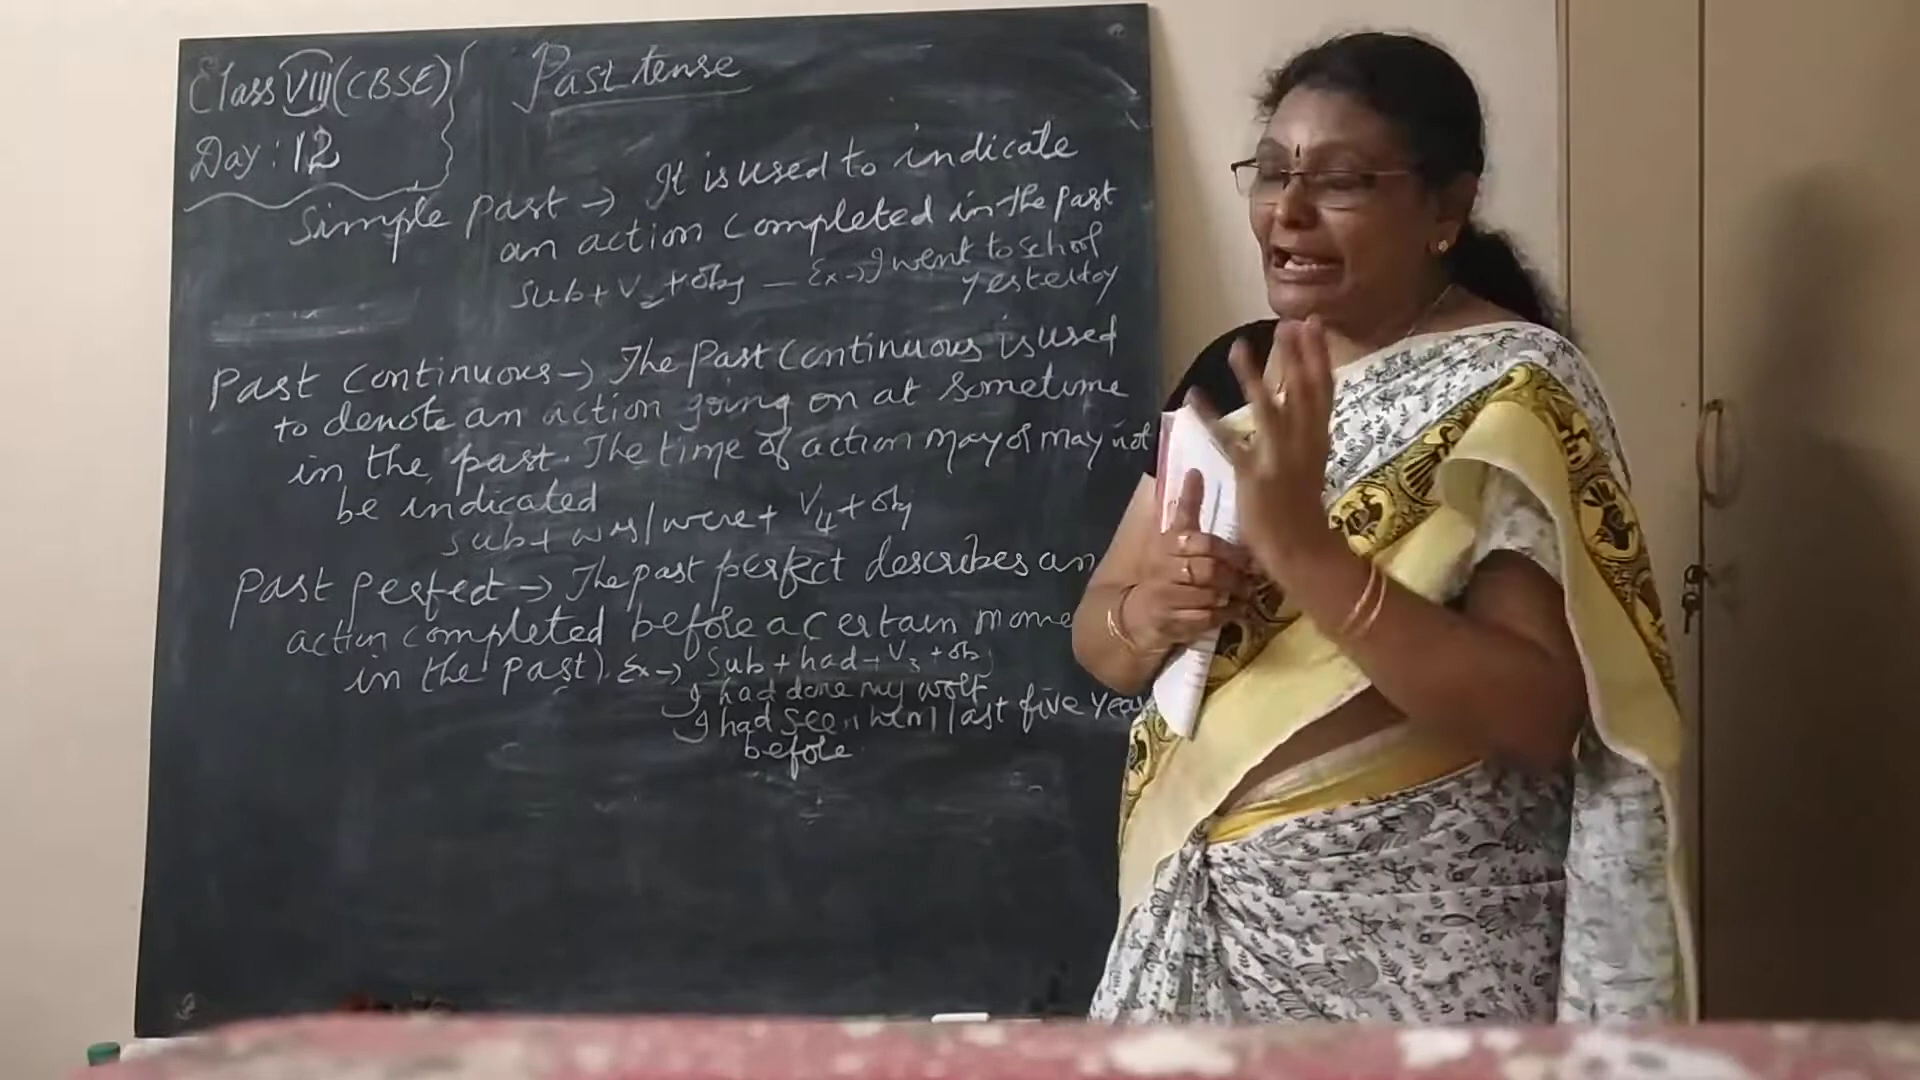 Class VIII (CBSE)
Day : 12
Past tense
Simple past → It is used to indicate
an action completed in the past
Sub + V2 + obj — Ex → I went to school
yesterday
Past Continuous → The Past Continuous is used
to denote an action going on at sometime
in the past. The time of action may or may not
be indicated
Sub + was/were + V4 + obj
Past perfect → The past perfect describes an
action completed before a certain mome
in the past). Ex → Sub + had + V3 + obj
I had done my work
I had seen him last five year
before